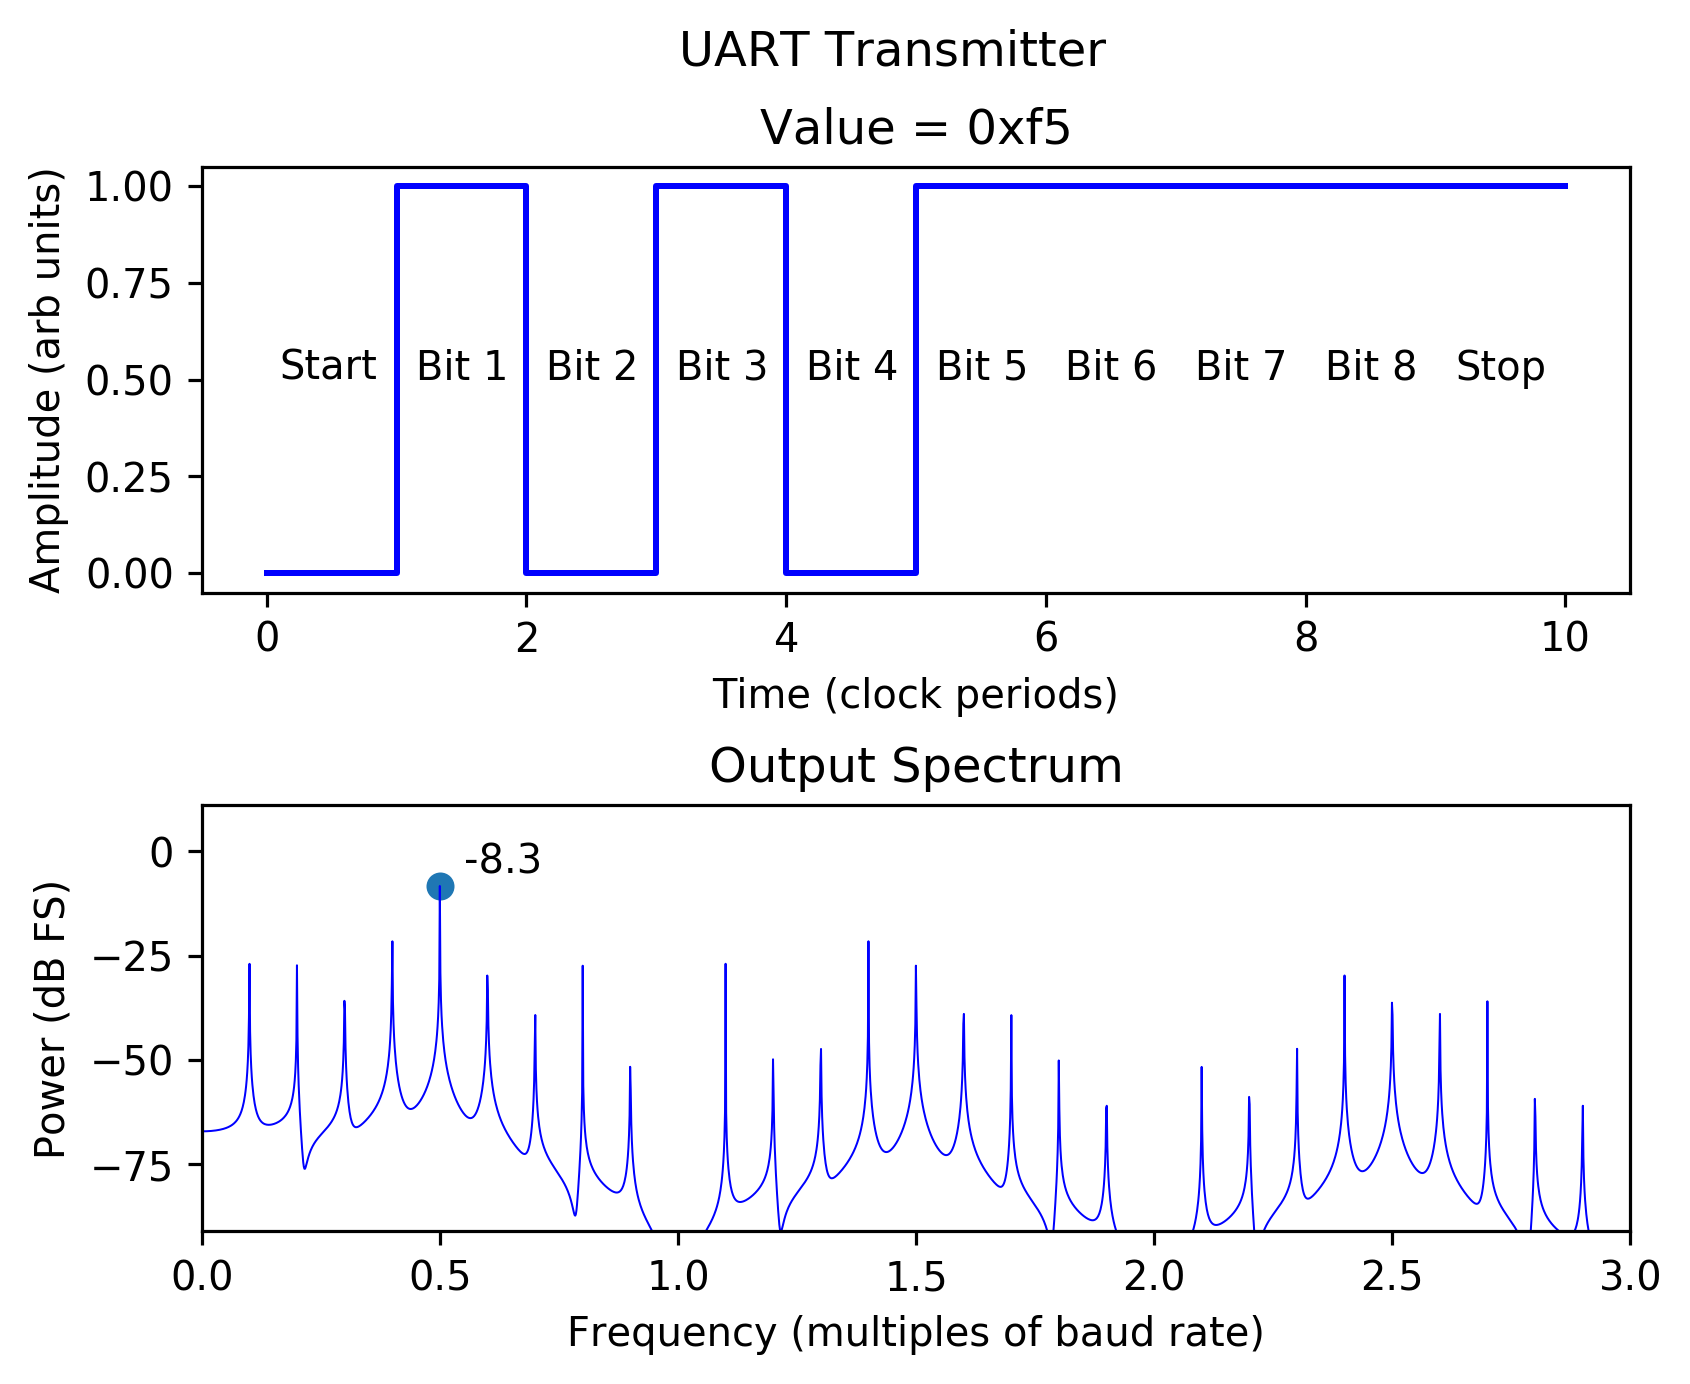 UART Transmitter
Value = 0xf5
Amplitude (arb units)
1.00
0.75
0.50
0.25
0.00
Start Bit 1 Bit 2 Bit 3 Bit 4 Bit 5 Bit 6 Bit 7 Bit 8 Stop
0 2 4 6 8 10
Time (clock periods)
Output Spectrum
Power (dB FS)
0
−25
−50
−75
-8.3
0.0 0.5 1.0 1.5 2.0 2.5 3.0
Frequency (multiples of baud rate)